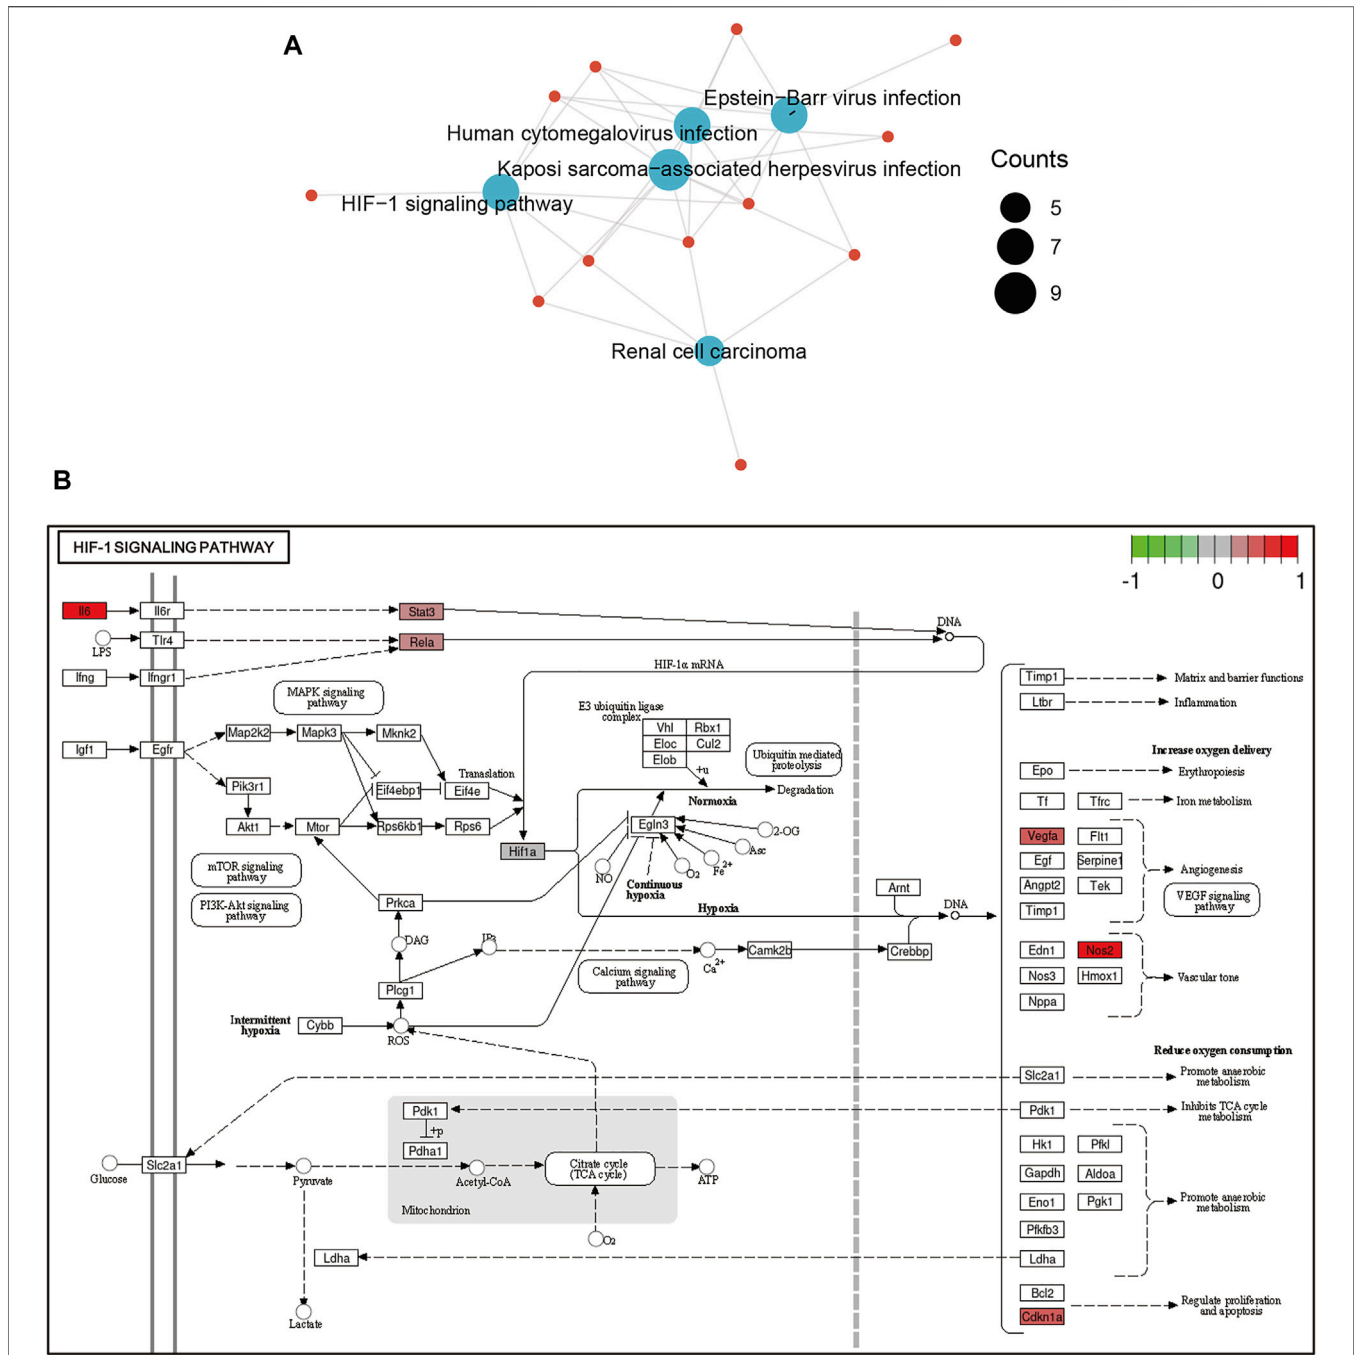 A
Epstein−Barr virus infection
Human cytomegalovirus infection
Kaposi sarcoma−associated herpesvirus infection
HIF−1 signaling pathway
Renal cell carcinoma
Counts
5
7
9
B
HIF-1 SIGNALING PATHWAY
-1 0 1
Il6 Il6r Stat3
DNA
LPS Tlr4 Rela
HIF-1α mRNA
Ifng Ifngr1
Timp1 Matrix and barrier functions
Ltbr Inflammation
MAPK signaling
pathway
E3 ubiquitin ligase
complex
Vhl Rbx1
Eloc Cul2
Elob
+u
Ubiquitin mediated
proteolysis
Igf1 Egfr Map2k2 Mapk3 Mknk2
Increase oxygen delivery
Epo Erythropoiesis
Translation
Pik3r1 Eif4ebp1 Eif4e
Degradation
Normoxia
Tf Tfrc Iron metabolism
Akt1 Mtor Rps6kb1 Rps6
Egln3 2-OG
Asc
Fe2+
O2
NO
Hif1a
Continuous
hypoxia
Vegfa Flt1
Egf Serpine1 Angiogenesis
Angpt2 Tek
Timp1
VEGF signaling
pathway
mTOR signaling
pathway
PI3K-Akt signaling
pathway
Prkca
Hypoxia
Arnt
DNA
DAG IP3
Ca2+
Camk2b Crebbp
Calcium signaling
pathway
Plcg1
Edn1 Nos2
Nos3 Hmox1 Vascular tone
Nppa
Intermittent
hypoxia
Cybb
ROS
Reduce oxygen consumption
Slc2a1 Promote anaerobic
metabolism
Pdk1
+p
Pdha1
Pdk1 Inhibits TCA cycle
metabolism
Glucose Slc2a1 Pyruvate Acetyl-CoA
Citrate cycle
(TCA cycle)
ATP
Mitochondrion
O2
Hk1 Pfkl
Gapdh Aldoa
Eno1 Pgk1
Promote anaerobic
metabolism
Pfkfb3
Ldha Ldha
Lactate
Bcl2
Cdkn1a
Regulate proliferation
and apoptosis